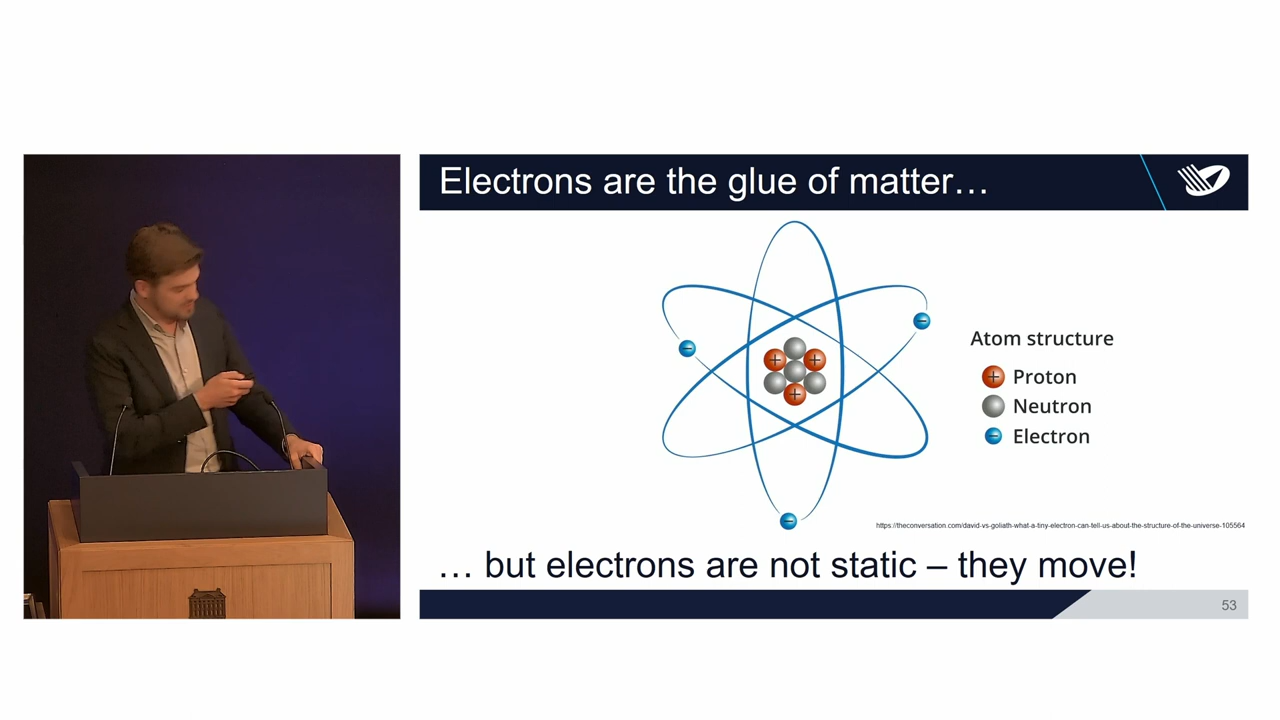 Electrons are the glue of matter…
Atom structure
Proton
Neutron
Electron
https://theconversation.com/david-vs-goliath-what-a-tiny-electron-can-tell-us-about-the-structure-of-the-universe-105564
… but electrons are not static – they move!
53